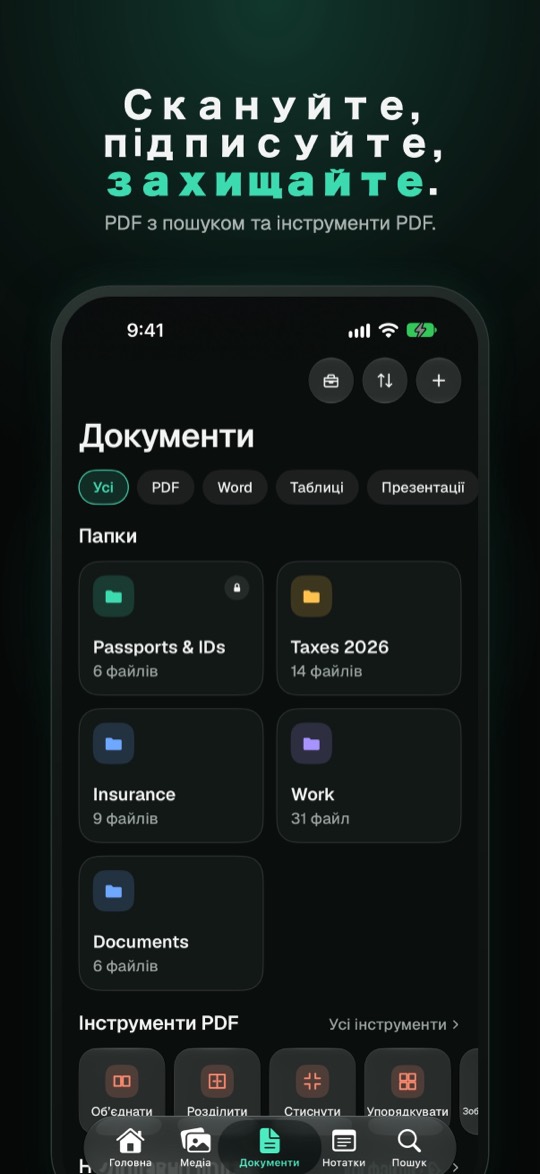 Скануйте,
підписуйте,
захищайте.
PDF з пошуком та інструменти PDF.
9:41
Документи
Усі PDF Word Таблиці Презентації
Папки
Passports & IDs
6 файлів
Taxes 2026
14 файлів
Insurance
9 файлів
Work
31 файл
Documents
6 файлів
Інструменти PDF
Усі інструменти
Об'єднати Розділити Стиснути Упорядкувати
Головна Медіа Документи Нотатки Пошук